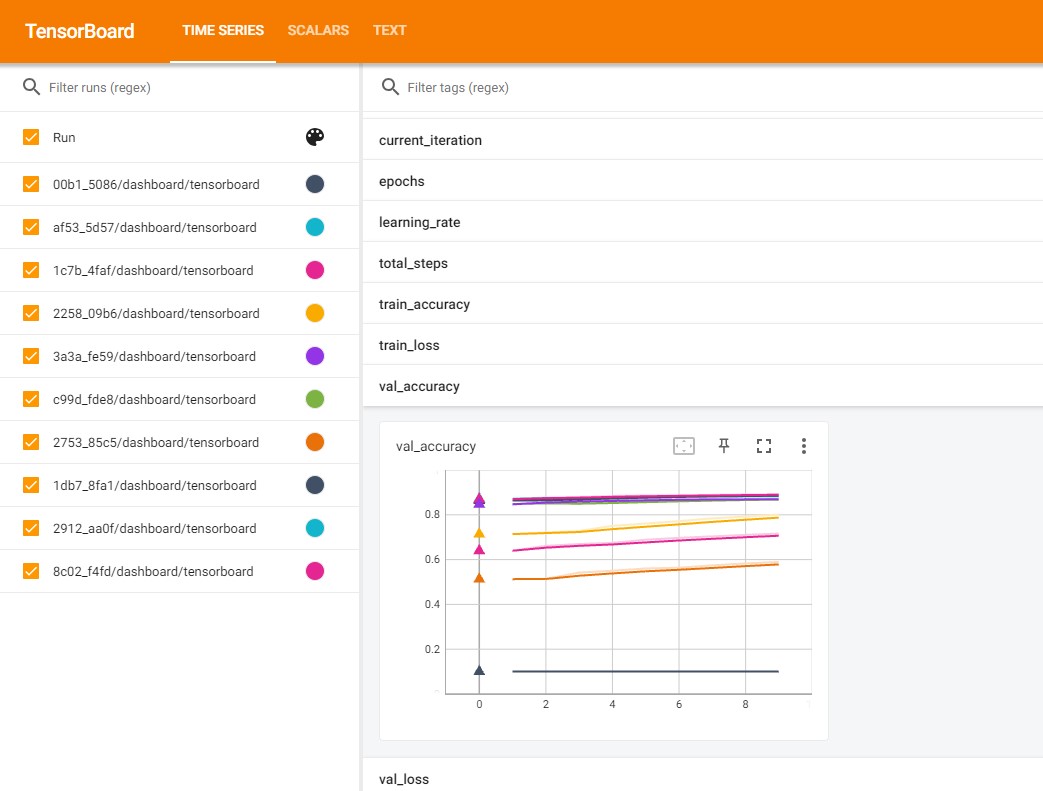 TensorBoard TIME SERIES SCALARS TEXT
Filter runs (regex)
Run
00b1_5086/dashboard/tensorboard
af53_5d57/dashboard/tensorboard
1c7b_4faf/dashboard/tensorboard
2258_09b6/dashboard/tensorboard
3a3a_fe59/dashboard/tensorboard
c99d_fde8/dashboard/tensorboard
2753_85c5/dashboard/tensorboard
1db7_8fa1/dashboard/tensorboard
2912_aa0f/dashboard/tensorboard
8c02_f4fd/dashboard/tensorboard
Filter tags (regex)
current_iteration
epochs
learning_rate
total_steps
train_accuracy
train_loss
val_accuracy
val_accuracy
0.8
0.6
0.4
0.2
0 2 4 6 8
val_loss